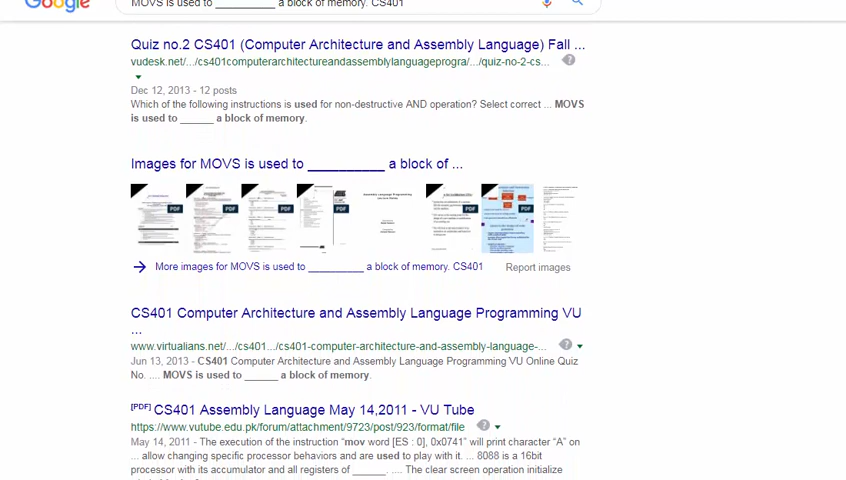 Google MOVS is used to __________ a block of memory. CS401
Quiz no.2 CS401 (Computer Architecture and Assembly Language) Fall ...
vudesk.net/.../cs401computerarchitectureandassemblylanguageprogra/.../quiz-no-2-cs...
Dec 12, 2013 - 12 posts
Which of the following instructions is used for non-destructive AND operation? Select correct ... MOVS
is used to ______ a block of memory.
Images for MOVS is used to __________ a block of ...
PDF PDF PDF PDF PDF PDF
More images for MOVS is used to __________ a block of memory. CS401 Report images
CS401 Computer Architecture and Assembly Language Programming VU
...
www.virtualians.net/.../cs401.../cs401-computer-architecture-and-assembly-language-...
Jun 13, 2013 - CS401 Computer Architecture and Assembly Language Programming VU Online Quiz
No. .... MOVS is used to ______ a block of memory.
[PDF] CS401 Assembly Language May 14,2011 - VU Tube
https://www.vutube.edu.pk/forum/attachment/9723/post/923/format/file
May 14, 2011 - The execution of the instruction “mov word [ES : 0], 0x0741” will print character “A” on
... allow changing specific processor behaviors and are used to play with it. ... 8088 is a 16bit
processor with its accumulator and all registers of ______. .... The clear screen operation initialize